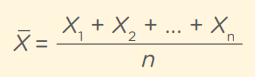 X̄ = (X₁ + X₂ + ... + Xₙ) / n